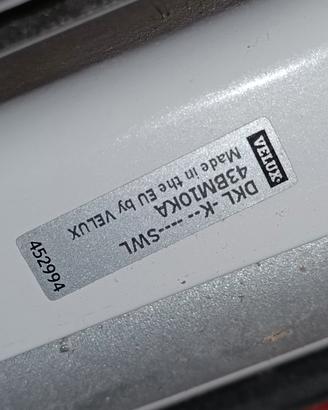 VELUX
DKL -K-- ----SWL
43BM10KA
Made in the EU by VELUX
452994